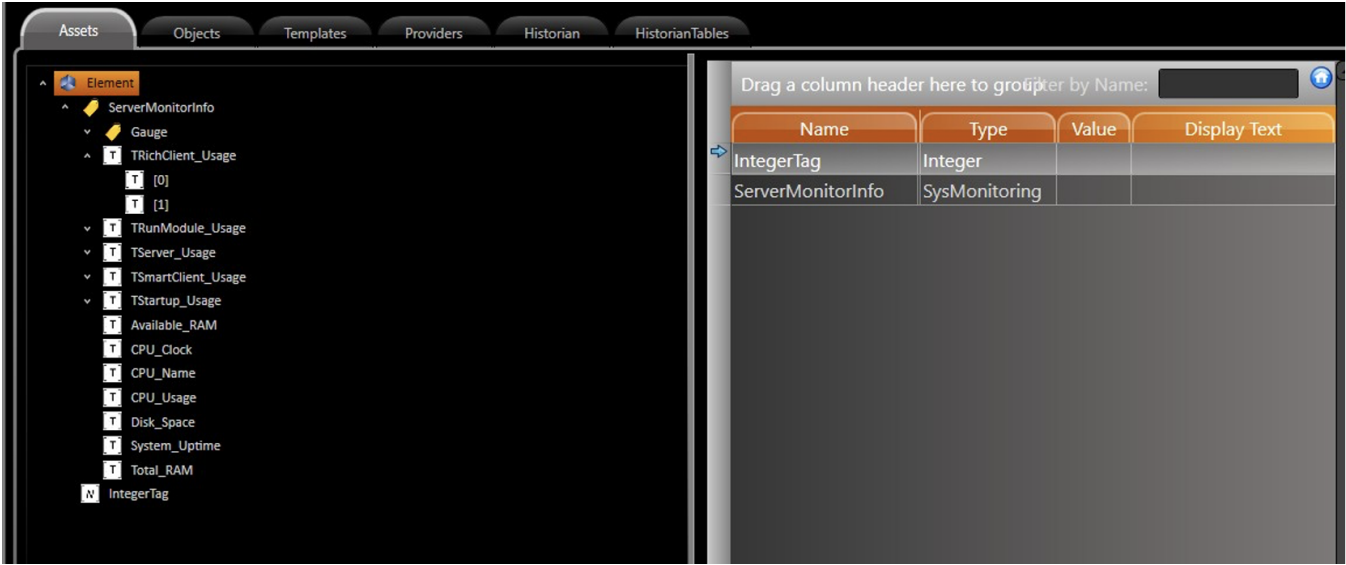 Assets Objects Templates Providers Historian HistorianTables
Element
ServerMonitorInfo
Gauge
T TRichClient_Usage
T [0]
T [1]
T TRunModule_Usage
T TServer_Usage
T TSmartClient_Usage
T TStartup_Usage
T Available_RAM
T CPU_Clock
T CPU_Name
T CPU_Usage
T Disk_Space
T System_Uptime
T Total_RAM
N IntegerTag
Drag a column header here to group Filter by Name:
Name Type Value Display Text
IntegerTag Integer
ServerMonitorInfo SysMonitoring